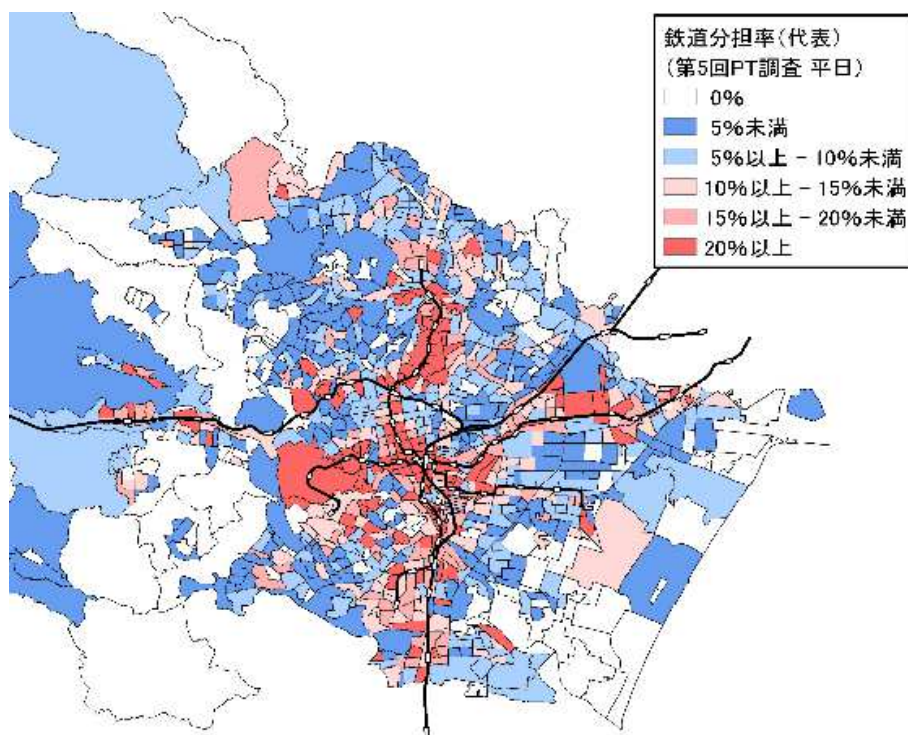 鉄道分担率(代表)
(第5回PT調査 平日)
0%
5%未満
5%以上-10%未満
10%以上-15%未満
15%以上-20%未満
20%以上